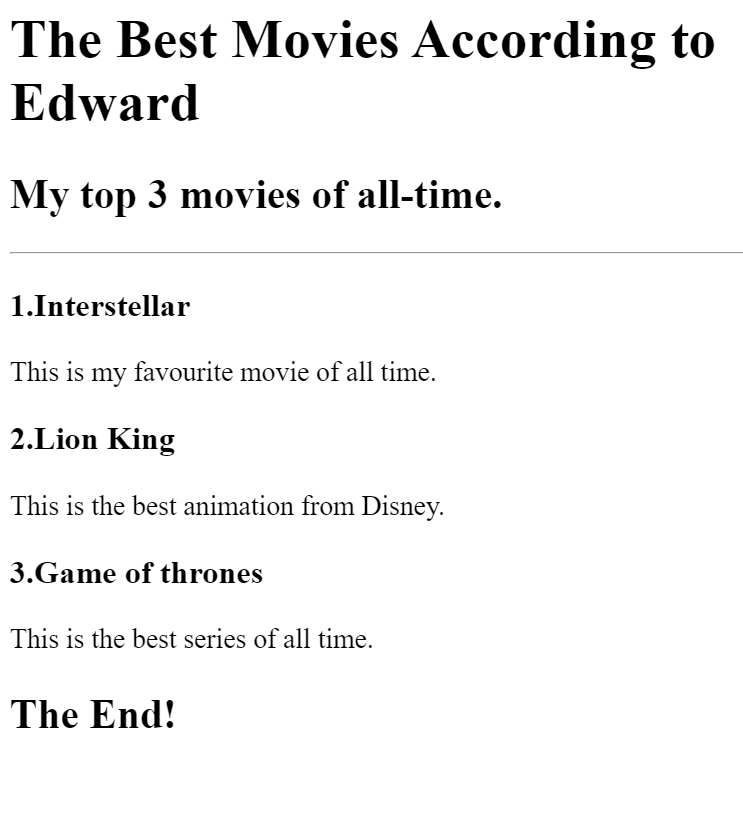 The Best Movies According to
Edward
My top 3 movies of all-time.
1.Interstellar
This is my favourite movie of all time.
2.Lion King
This is the best animation from Disney.
3.Game of thrones
This is the best series of all time.
The End!